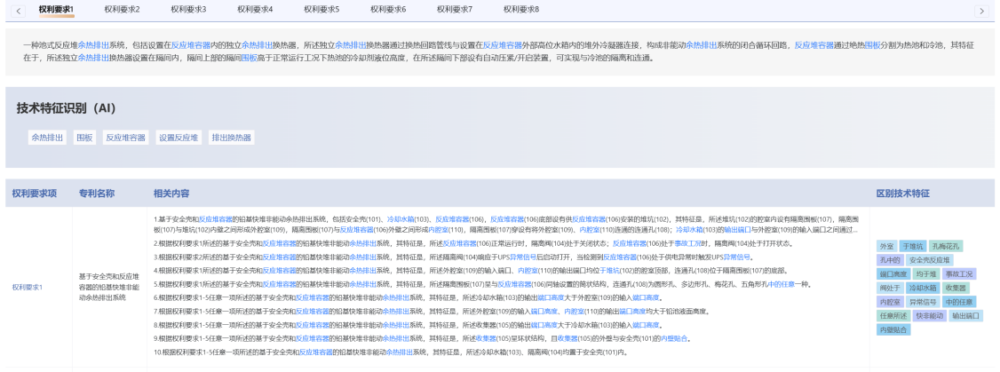 权利要求1 权利要求2 权利要求3 权利要求4 权利要求5 权利要求6 权利要求7 权利要求8
一种池式反应堆余热排出系统，包括设置在反应堆容器内的独立余热排出换热器，所述独立余热排出换热器通过换热回路管线与设置在反应堆容器外部高位水箱内的堆外冷凝器连接，构成非能动余热排出系统的闭合循环回路，反应堆容器通过绝热围板分割为热池和冷池，其特征
在于，所述独立余热排出换热器设置在隔间内，隔间上部的隔间围板高于正常运行工况下热池的冷却剂液位高度，在所述隔间下部设有自动压紧/开启装置，可实现与冷池的隔离和连通。
技术特征识别（AI）
余热排出 围板 反应堆容器 设置反应堆 排出换热器
权利要求项 专利名称 相关内容 区别技术特征
权利要求1
基于安全壳和反应堆
容器的铅基快堆非能
动余热排出系统
1.基于安全壳和反应堆容器的铅基快堆非能动余热排出系统，包括安全壳(101)、冷却水箱(103)、反应堆容器(106)，反应堆容器(106)底部设有供反应堆容器(106)安装的堆坑(102)，其特征是，所述堆坑(102)的腔室内设有隔离围板(107)，隔离围
板(107)与堆坑(102)内壁之间形成外腔室(109)，隔离围板(107)与反应堆容器(106)外壁之间形成内腔室(110)，隔离围板(107)穿设有将外腔室(109)、内腔室(110)连通的连通孔(108)；冷却水箱(103)的输出端口与外腔室(109)的输入端口之间通过...
2.根据权利要求1所述的基于安全壳和反应堆容器的铅基快堆非能动余热排出系统，其特征是，所述反应堆容器(106)正常运行时，隔离阀(104)处于关闭状态；反应堆容器(106)处于事故工况时，隔离阀(104)处于打开状态。
3.根据权利要求2所述的基于安全壳和反应堆容器的铅基快堆非能动余热排出系统，其特征是，所述隔离阀(104)响应于UPS异常信号后启动打开，当检测到反应堆容器(106)处于供电异常时触发UPS异常信号。
4.根据权利要求1所述的基于安全壳和反应堆容器的铅基快堆非能动余热排出系统，其特征是，所述外腔室(109)的输入端口、内腔室(110)的输出端口均位于堆坑(102)的腔室顶部，连通孔(108)位于隔离围板(107)的底部。
5.根据权利要求1所述的基于安全壳和反应堆容器的铅基快堆非能动余热排出系统，其特征是，所述隔离围板(107)呈与反应堆容器(106)同轴设置的筒状结构，连通孔(108)为圆形孔、多边形孔、梅花孔、五角形孔中的任意一种。
6.根据权利要求1-5任意一项所述的基于安全壳和反应堆容器的铅基快堆非能动余热排出系统，其特征是，所述冷却水箱(103)的输出端口高度大于外腔室(109)的输入端口高度。
7.根据权利要求1-5任意一项所述的基于安全壳和反应堆容器的铅基快堆非能动余热排出系统，其特征是，所述外腔室(109)的输入端口高度、内腔室(110)的输出端口高度均大于铅池液面高度。
8.根据权利要求1-5任意一项所述的基于安全壳和反应堆容器的铅基快堆非能动余热排出系统，其特征是，所述收集器(105)的输出端口高度大于冷却水箱(103)的输入端口高度。
9.根据权利要求1-5任意一项所述的基于安全壳和反应堆容器的铅基快堆非能动余热排出系统，其特征是，所述收集器(105)呈环状结构，且收集器(105)的外壁与安全壳(101)的内壁贴合。
10.根据权利要求1-5任意一项所述的基于安全壳和反应堆容器的铅基快堆非能动余热排出系统，其特征是，所述冷却水箱(103)、隔离阀(104)均置于安全壳(101)内。
外室 于堆坑 孔梅花孔
孔中的 安全壳反应堆
端口高度 均于堆 事故工况
阀处于 冷却水箱 收集器
内腔室 异常信号 中的任意
任意所述 快非能动 输出端口
内壁贴合